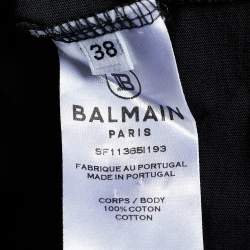 38
B
BALMAIN
PARIS
SF11365I193
FABRIQUE AU PORTUGAL
MADE IN PORTUGAL
CORPS / BODY
100% COTON
COTTON